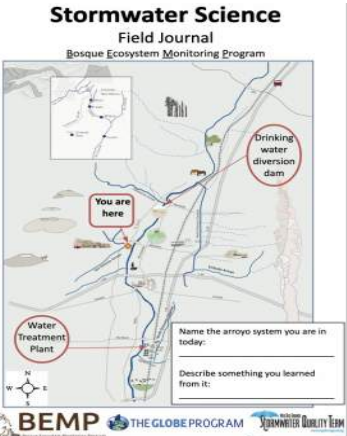 Stormwater Science
Field Journal
Bosque Ecosystem Monitoring Program
Drinking
water
diversion
dam
You are
here
Water
Treatment
Plant
Name the arroyo system you are in
today:
Describe something you learned
from it:
N
W E
S
BEMP
THE GLOBE PROGRAM
STORMWATER QUALITY TEAM